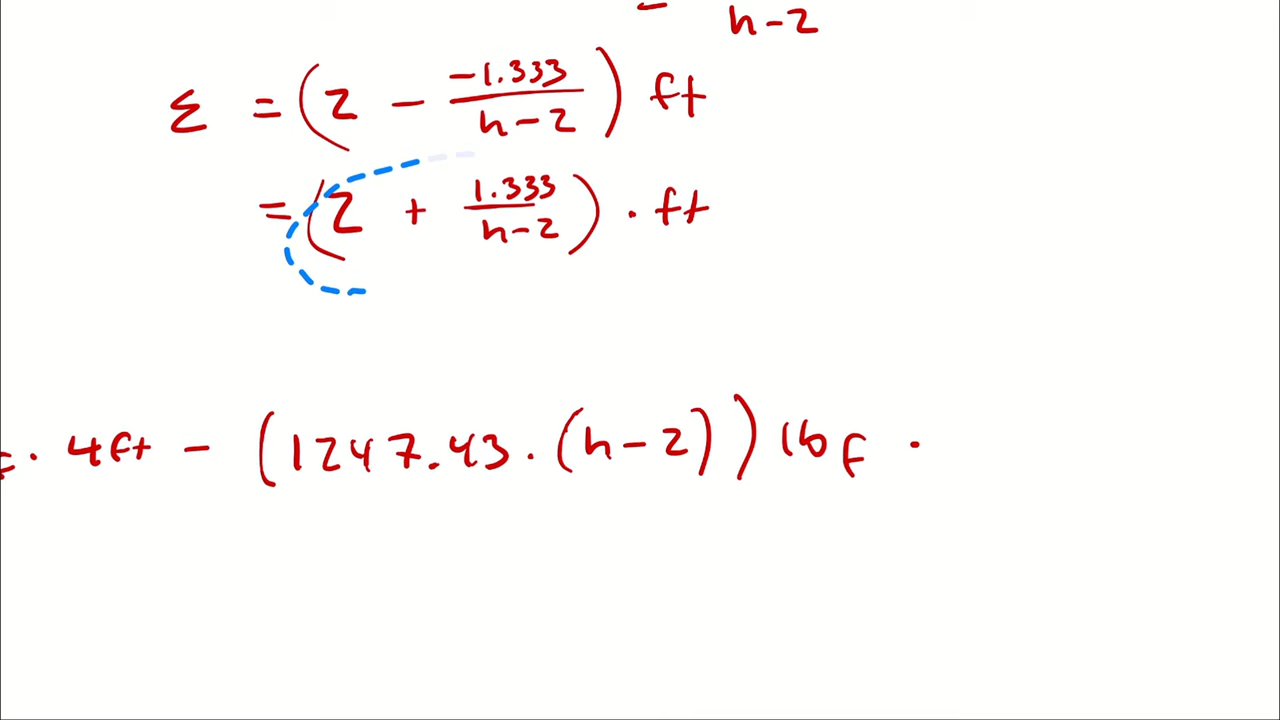 h-2
Σ = (2 - -1.333/h-2) ft
= (2 + 1.333/h-2) . ft
. 4ft - (1247.43 . (h-2)) lbf .